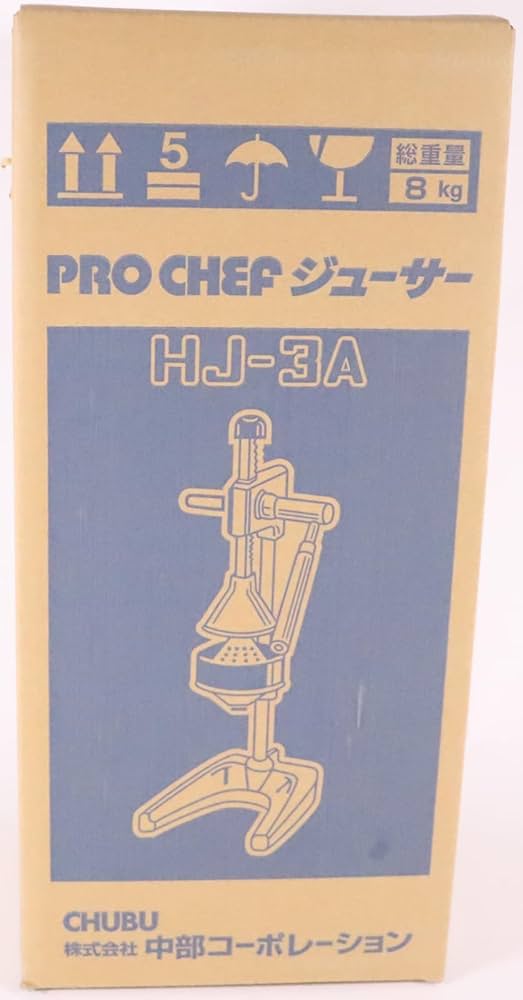 5
総重量
8 kg
PRO CHEF ジューサー
HJ-3A
CHUBU
株式会社 中部コーポレーション